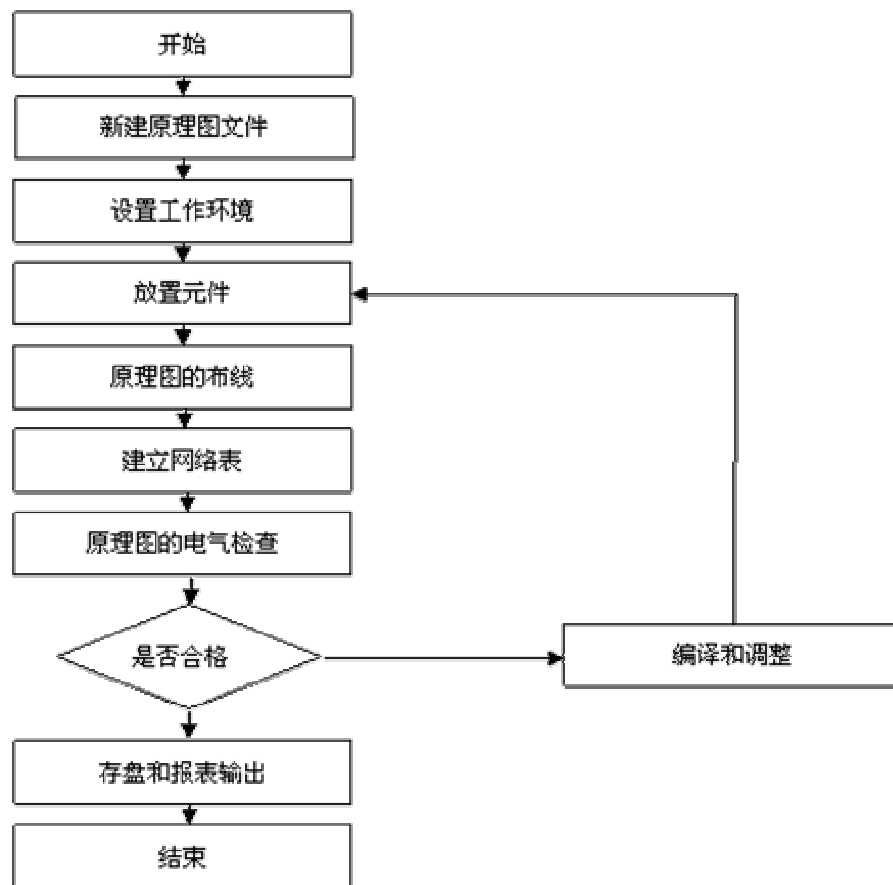 开始
新建原理图文件
设置工作环境
放置元件
原理图的布线
建立网络表
原理图的电气检查
是否合格
编译和调整
存盘和报表输出
结束